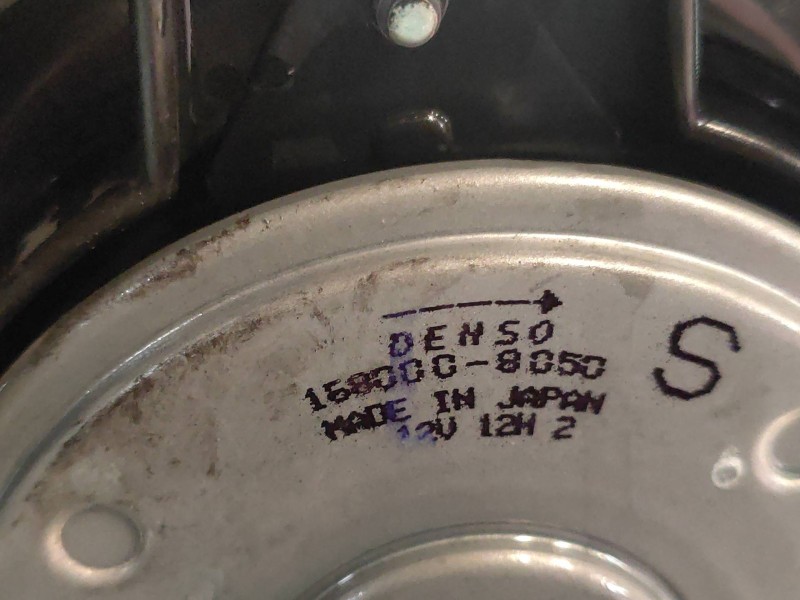 DENSO
168000-8050
MADE IN JAPAN
12V 12H 2
S